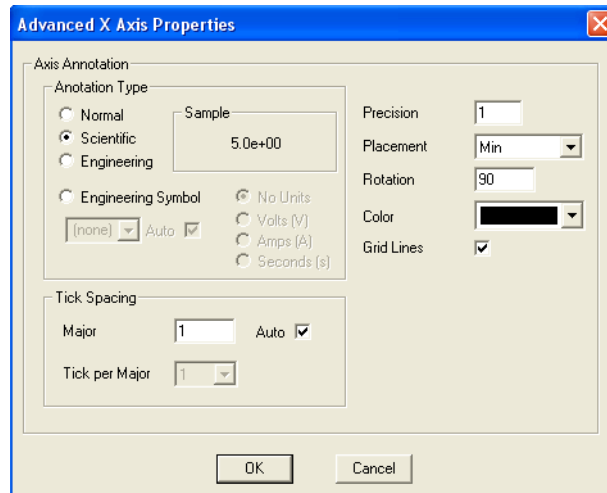 Advanced X Axis Properties
Axis Annotation
Anotation Type
Normal
Scientific
Engineering
Sample
5.0e+00
Engineering Symbol
(none)
Auto
No Units
Volts (V)
Amps (A)
Seconds (s)
Precision
1
Placement
Min
Rotation
90
Color
Grid Lines
Tick Spacing
Major
1
Auto
Tick per Major
1
OK
Cancel